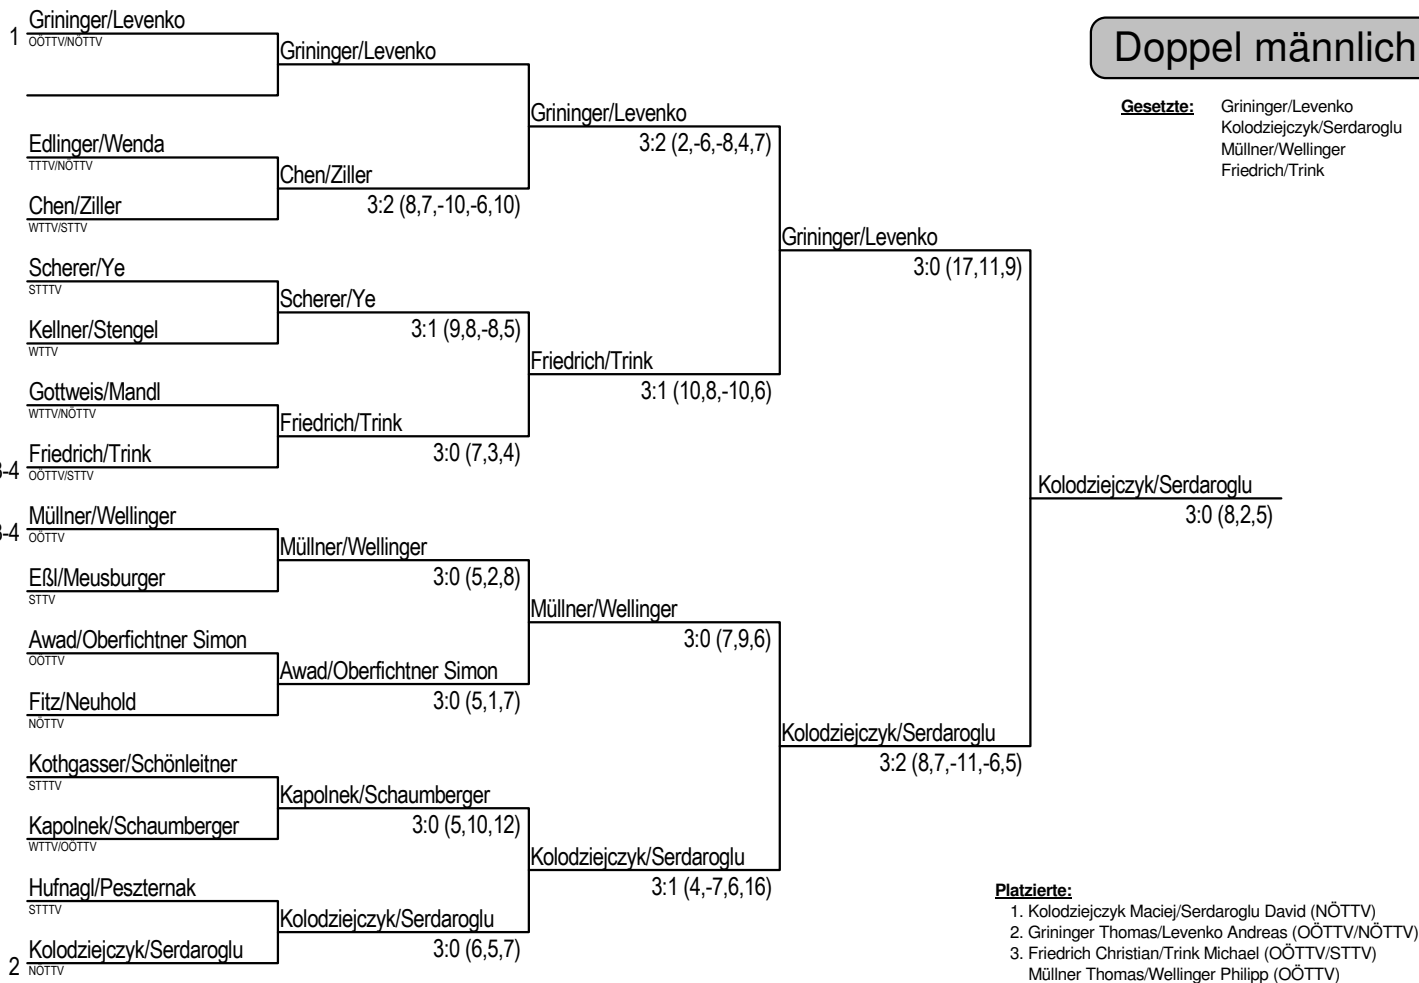 Doppel männlich
Gesetzte: Grininger/Levenko
Kolodziejczyk/Serdaroglu
Müllner/Wellinger
Friedrich/Trink
1 Grininger/Levenko
OÖTTV/NÖTTV
Edlinger/Wenda
TTTV/NÖTTV
Chen/Ziller
WTTV/STTV
Scherer/Ye
STTTV
Kellner/Stengel
WTTV
Gottweis/Mandl
WTTV/NÖTTV
3-4 Friedrich/Trink
OÖTTV/STTV
3-4 Müllner/Wellinger
OÖTTV
Eßl/Meusburger
STTV
Awad/Oberfichtner Simon
OÖTTV
Fitz/Neuhold
NÖTTV
Kothgasser/Schönleitner
STTTV
Kapolnek/Schaumberger
WTTV/OÖTTV
Hufnagl/Peszternak
STTTV
2 Kolodziejczyk/Serdaroglu
NÖTTV
Grininger/Levenko
Chen/Ziller
3:2 (8,7,-10,-6,10)
Scherer/Ye
3:1 (9,8,-8,5)
Friedrich/Trink
3:0 (7,3,4)
Müllner/Wellinger
3:0 (5,2,8)
Awad/Oberfichtner Simon
3:0 (5,1,7)
Kapolnek/Schaumberger
3:0 (5,10,12)
Kolodziejczyk/Serdaroglu
3:0 (6,5,7)
Grininger/Levenko
3:2 (2,-6,-8,4,7)
Friedrich/Trink
3:1 (10,8,-10,6)
Müllner/Wellinger
3:0 (7,9,6)
Kolodziejczyk/Serdaroglu
3:1 (4,-7,6,16)
Grininger/Levenko
3:0 (17,11,9)
Kolodziejczyk/Serdaroglu
3:2 (8,7,-11,-6,5)
Kolodziejczyk/Serdaroglu
3:0 (8,2,5)
Platzierte:
1. Kolodziejczyk Maciej/Serdaroglu David (NÖTTV)
2. Grininger Thomas/Levenko Andreas (OÖTTV/NÖTTV)
3. Friedrich Christian/Trink Michael (OÖTTV/STTV)
Müllner Thomas/Wellinger Philipp (OÖTTV)